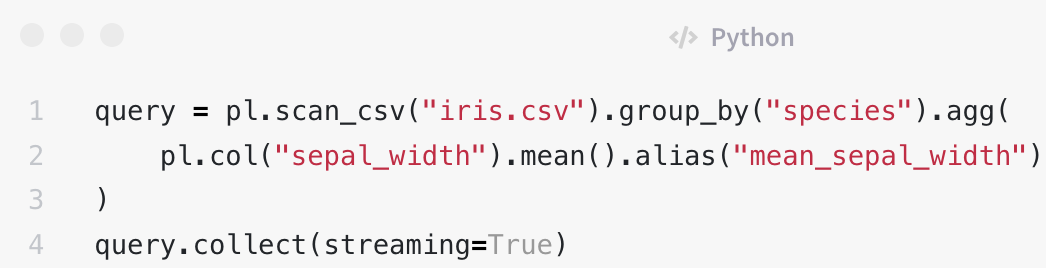 </> Python
1 query = pl.scan_csv("iris.csv").group_by("species").agg(
2     pl.col("sepal_width").mean().alias("mean_sepal_width")
3 )
4 query.collect(streaming=True)